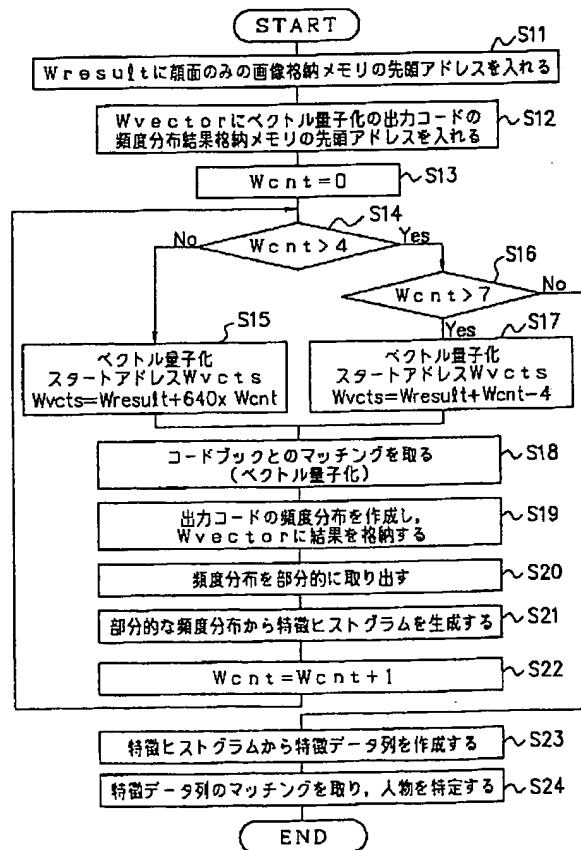 START
S11
Wresultに顔面のみの画像格納メモリの先頭アドレスを入れる
Wvectorにベクトル量子化の出力コードの
頻度分布結果格納メモリの先頭アドレスを入れる
S12
Wcnt=0
S13
S14
No
Wcnt>4
Yes
S16
Wcnt>7
No
Yes
S15
ベクトル量子化
スタートアドレスWvcts
Wvcts=Wresult+640x Wcnt
S17
ベクトル量子化
スタートアドレスWvcts
Wvcts=Wresult+Wcnt-4
コードブックとのマッチングを取る
(ベクトル量子化)
S18
出力コードの頻度分布を作成し,
Wvectorに結果を格納する
S19
頻度分布を部分的に取り出す
S20
部分的な頻度分布から特徴ヒストグラムを生成する
S21
Wcnt=Wcnt+1
S22
特徴ヒストグラムから特徴データ列を作成する
S23
特徴データ列のマッチングを取り,人物を特定する
S24
END